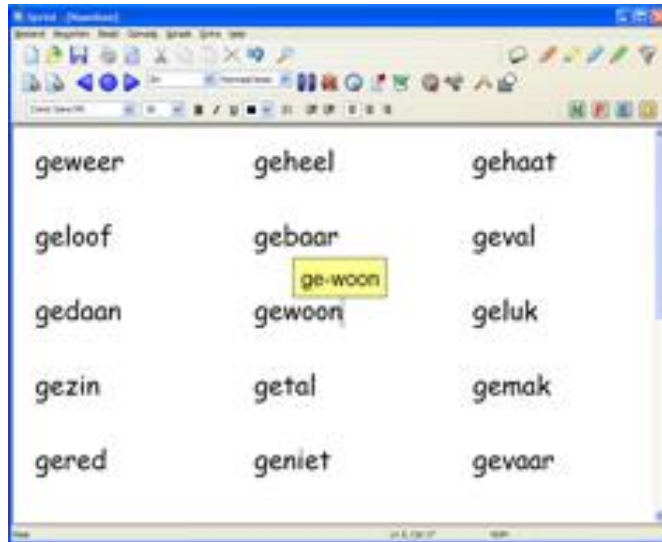 geweer geheel gehaat
geloof gebaar geval
ge-woon
gedaan gewoon geluk
gezin getal gemak
gered geniet gevaar